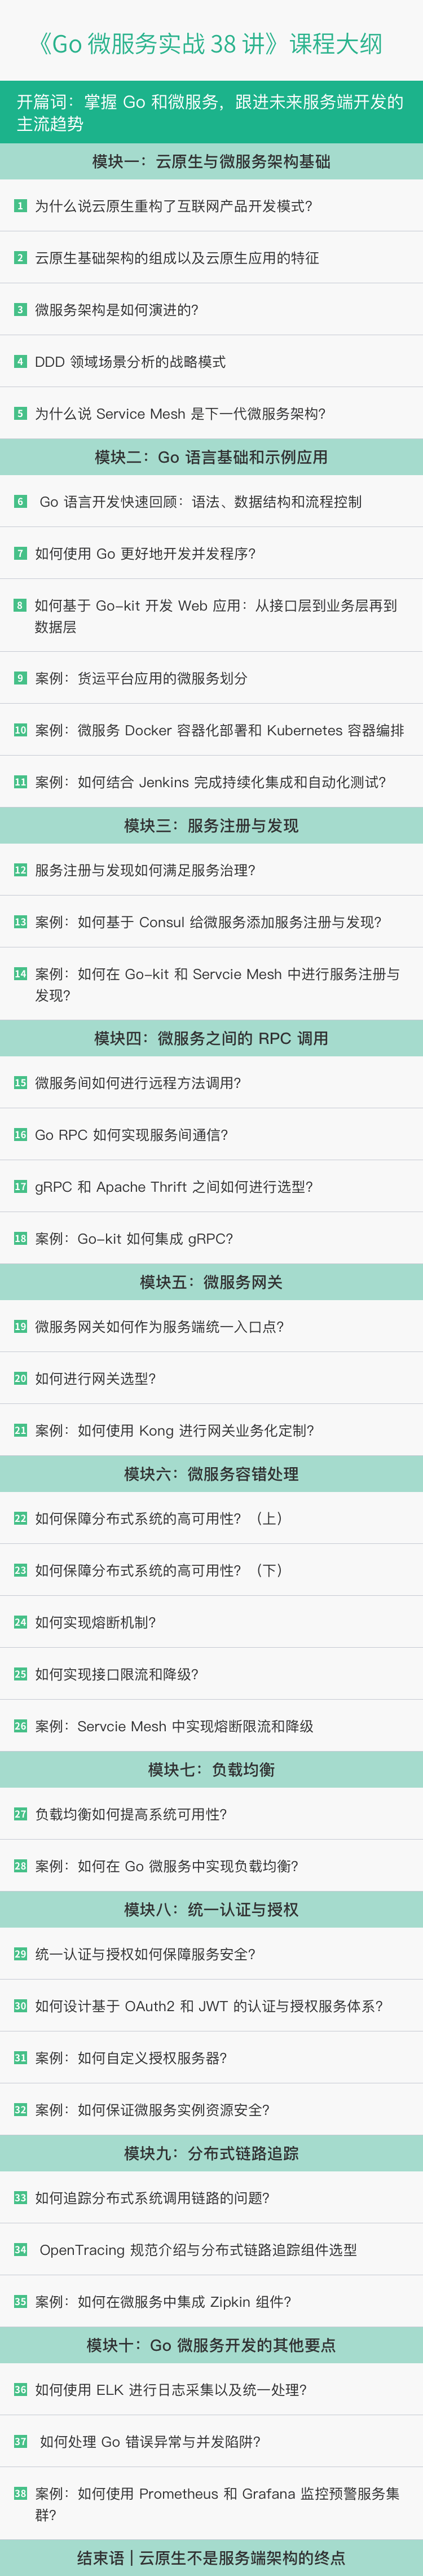 《Go 微服务实战 38 讲》课程大纲
开篇词：掌握 Go 和微服务，跟进未来服务端开发的
主流趋势
模块一：云原生与微服务架构基础
1 为什么说云原生重构了互联网产品开发模式？
2 云原生基础架构的组成以及云原生应用的特征
3 微服务架构是如何演进的？
4 DDD 领域场景分析的战略模式
5 为什么说 Service Mesh 是下一代微服务架构？
模块二：Go 语言基础和示例应用
6 Go 语言开发快速回顾：语法、数据结构和流程控制
7 如何使用 Go 更好地开发并发程序？
8 如何基于 Go-kit 开发 Web 应用：从接口层到业务层再到
数据层
9 案例：货运平台应用的微服务划分
10 案例：微服务 Docker 容器化部署和 Kubernetes 容器编排
11 案例：如何结合 Jenkins 完成持续化集成和自动化测试？
模块三：服务注册与发现
12 服务注册与发现如何满足服务治理？
13 案例：如何基于 Consul 给微服务添加服务注册与发现？
14 案例：如何在 Go-kit 和 Servcie Mesh 中进行服务注册与
发现？
模块四：微服务之间的 RPC 调用
15 微服务间如何进行远程方法调用？
16 Go RPC 如何实现服务间通信？
17 gRPC 和 Apache Thrift 之间如何进行选型？
18 案例：Go-kit 如何集成 gRPC？
模块五：微服务网关
19 微服务网关如何作为服务端统一入口点？
20 如何进行网关选型？
21 案例：如何使用 Kong 进行网关业务化定制？
模块六：微服务容错处理
22 如何保障分布式系统的高可用性？（上）
23 如何保障分布式系统的高可用性？（下）
24 如何实现熔断机制？
25 如何实现接口限流和降级？
26 案例：Servcie Mesh 中实现熔断限流和降级
模块七：负载均衡
27 负载均衡如何提高系统可用性？
28 案例：如何在 Go 微服务中实现负载均衡？
模块八：统一认证与授权
29 统一认证与授权如何保障服务安全？
30 如何设计基于 OAuth2 和 JWT 的认证与授权服务体系？
31 案例：如何自定义授权服务器？
32 案例：如何保证微服务实例资源安全？
模块九：分布式链路追踪
33 如何追踪分布式系统调用链路的问题？
34 OpenTracing 规范介绍与分布式链路追踪组件选型
35 案例：如何在微服务中集成 Zipkin 组件？
模块十：Go 微服务开发的其他要点
36 如何使用 ELK 进行日志采集以及统一处理？
37 如何处理 Go 错误异常与并发陷阱？
38 案例：如何使用 Prometheus 和 Grafana 监控预警服务集
群？
结束语 | 云原生不是服务端架构的终点